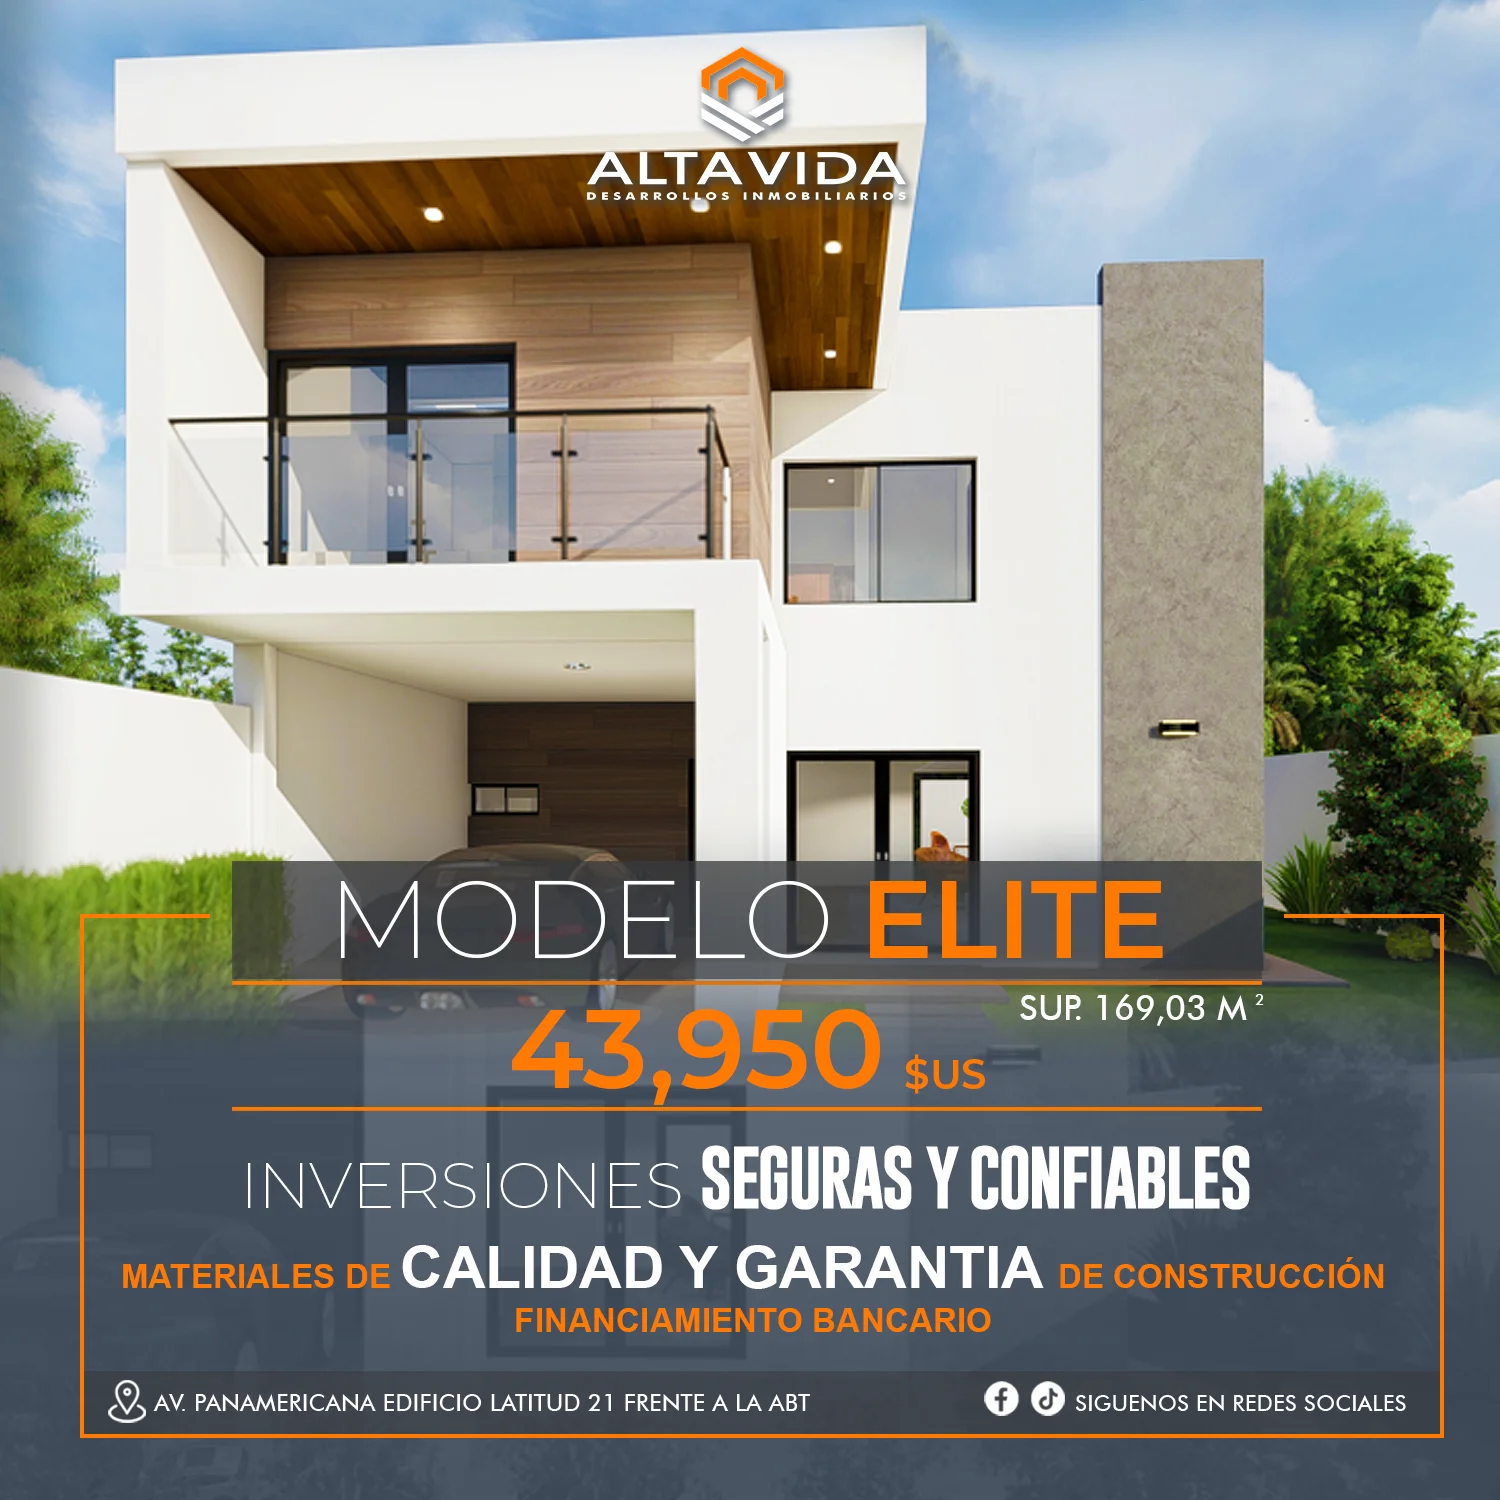 ALTAVIDA
DESARROLLOS INMOBILIARIOS
MODELO ELITE
SUP. 169,03 M²
43,950 $US
INVERSIONES SEGURAS Y CONFIABLES
MATERIALES DE CALIDAD Y GARANTIA DE CONSTRUCCIÓN
FINANCIAMIENTO BANCARIO
AV. PANAMERICANA EDIFICIO LATITUD 21 FRENTE A LA ABT
SIGUENOS EN REDES SOCIALES